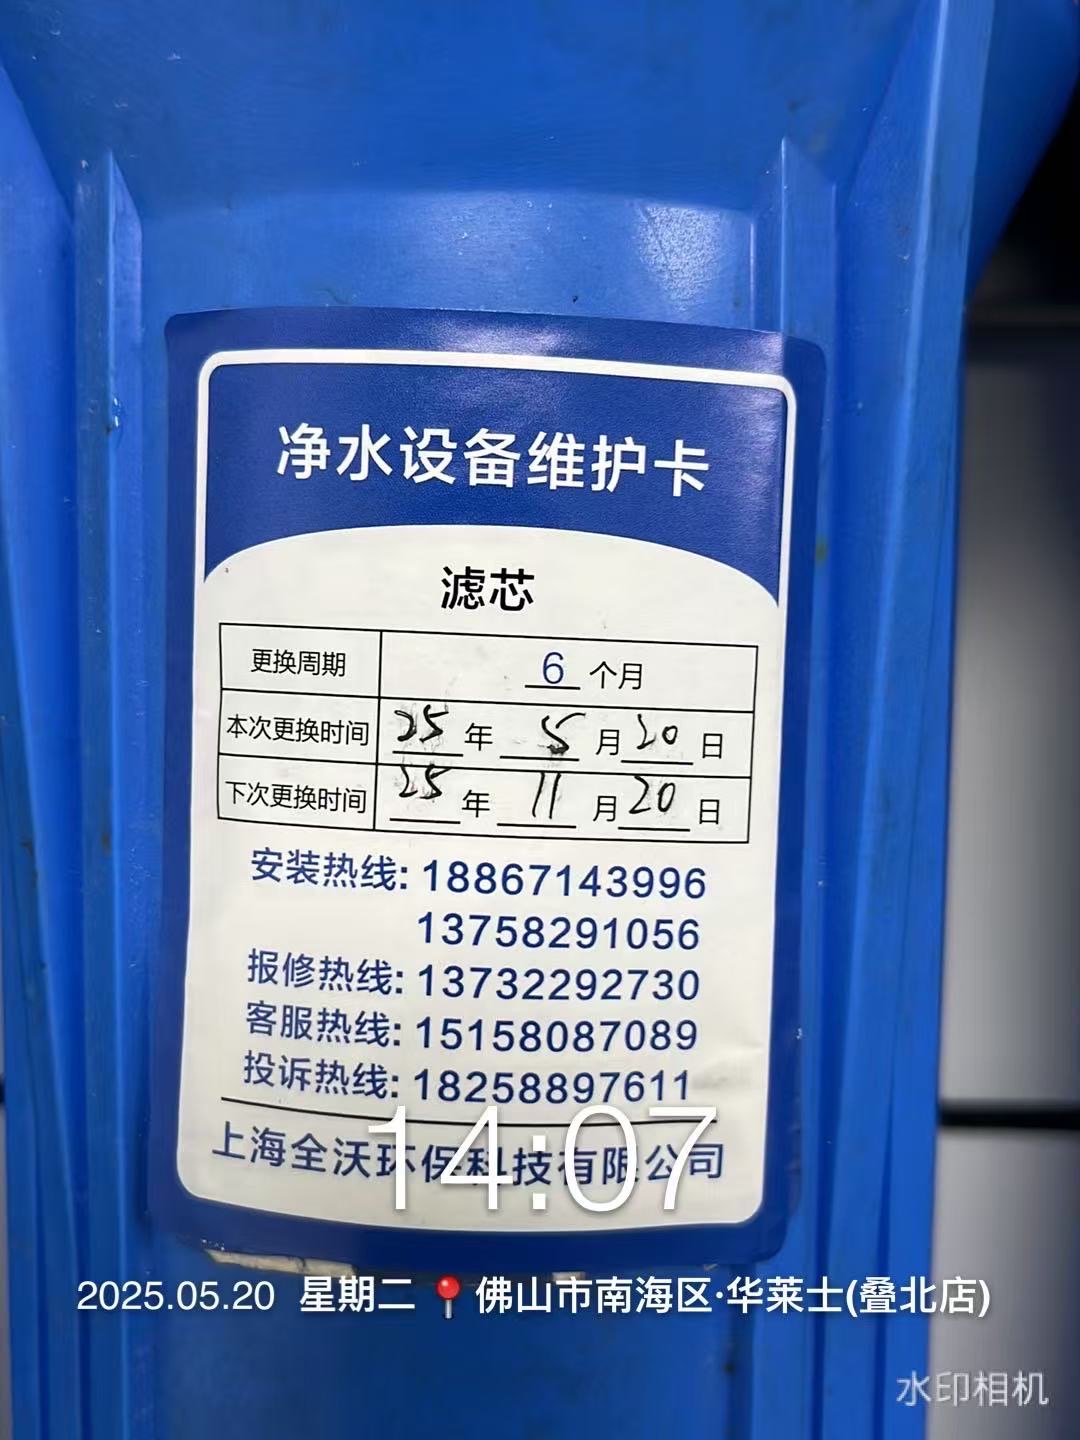 净水设备维护卡
滤芯
更换周期 6 个月
本次更换时间 25 年 5 月 20 日
下次更换时间 25 年 11 月 20 日
安装热线: 18867143996
13758291056
报修热线: 13732292730
客服热线: 15158087089
投诉热线: 18258897611
上海全沃环保科技有限公司
14:07
2025.05.20 星期二 📍 佛山市南海区·华莱士(叠北店)
水印相机